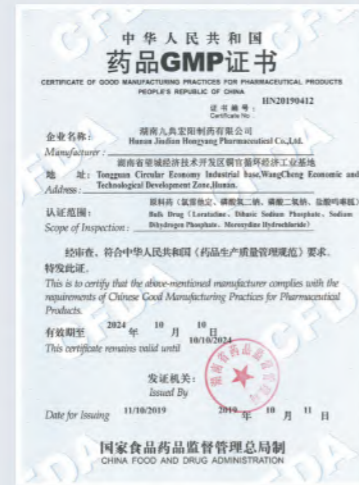 中华人民共和国
药品GMP证书
CERTIFICATE OF GOOD MANUFACTURING PRACTICES FOR PHARMACEUTICAL PRODUCTS
PEOPLE'S REPUBLIC OF CHINA
证书编号: HN20190412
Certificate No.
企业名称: 湖南九典宏阳制药有限公司
Manufacturer: Hunan Jiudian Hongyang Pharmaceutical Co.,Ltd.
湖南省望城经济技术开发区铜官循环经济工业基地
地 址: Tongguan Circular Economy Industrial base,WangCheng Economic and
Address: Technological Development Zone,Hunan.
认证范围: 原料药(氯雷他定、磷酸氢二钠、磷酸二氢钠、盐酸吗啉胍)
Scope of Inspection: Bulk Drug (Loratadine、Dibasic Sodium Phosphate、Sodium
Dihydrogen Phosphate、Moroxydine Hydrochloride)
经审查,符合中华人民共和国《药品生产质量管理规范》要求,
特发此证。
This is to certify that the above-mentioned manufacturer complies with the
requirements of Chinese Good Manufacturing Practices for Pharmaceutical
Products.
有效期至 2024 年 10 月 10 日
This certificate remains valid until 10/10/2024
发证机关:
Issued By
Date for Issuing 11/10/2019 2019 年 10 月 11 日
国家食品药品监督管理总局制
CHINA FOOD AND DRUG ADMINISTRATION
CFDA